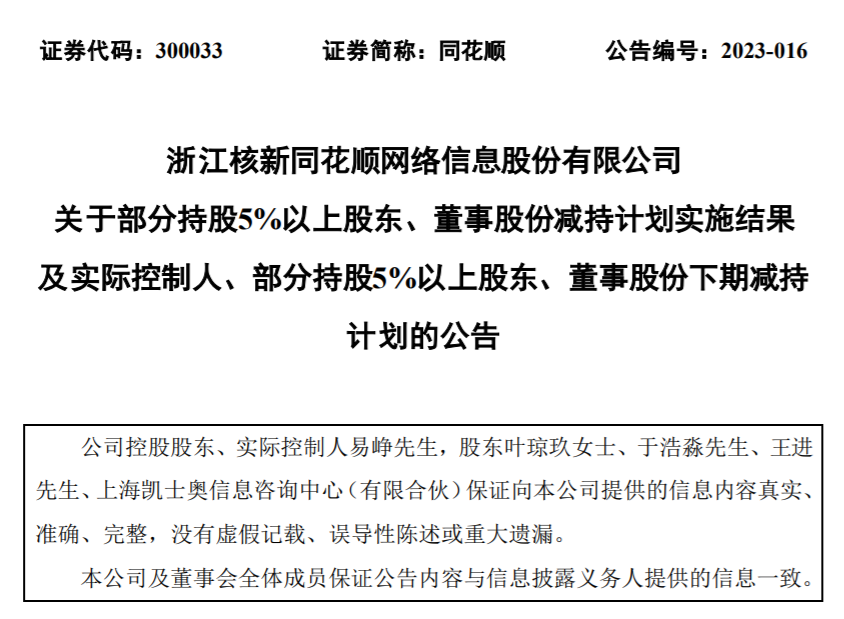 证券代码：300033 证券简称：同花顺 公告编号：2023-016
浙江核新同花顺网络信息股份有限公司
关于部分持股5%以上股东、董事股份减持计划实施结果
及实际控制人、部分持股5%以上股东、董事股份下期减持
计划的公告
公司控股股东、实际控制人易峥先生，股东叶琼玖女士、于浩淼先生、王进
先生、上海凯士奥信息咨询中心（有限合伙）保证向本公司提供的信息内容真实、
准确、完整，没有虚假记载、误导性陈述或重大遗漏。
本公司及董事会全体成员保证公告内容与信息披露义务人提供的信息一致。